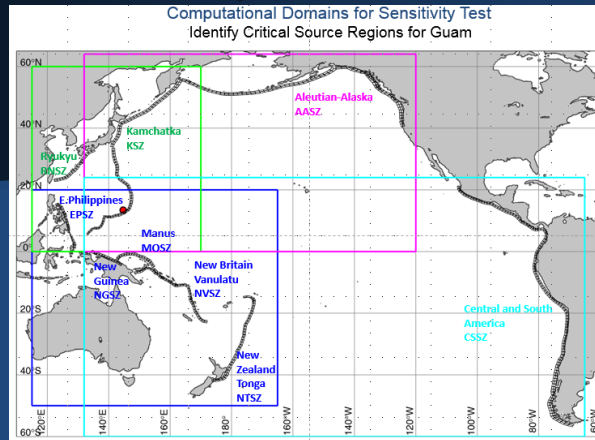 Computational Domains for Sensitivity Test
Identify Critical Source Regions for Guam
60°N
40°N
20°N
0°N
20°S
40°S
60°S
Aleutian-Alaska
AASZ
Kamchatka
KSZ
Ryukyu
RNSZ
E.Philippines
EPSZ
Manus
MOSZ
New
Guinea
NGSZ
New Britain
Vanulatu
NVSZ
Central and South
America
CSSZ
New
Zealand
Tonga
NTSZ
120°E
140°E
160°E
180°
160°W
140°W
120°W
100°W
80°W
60°W